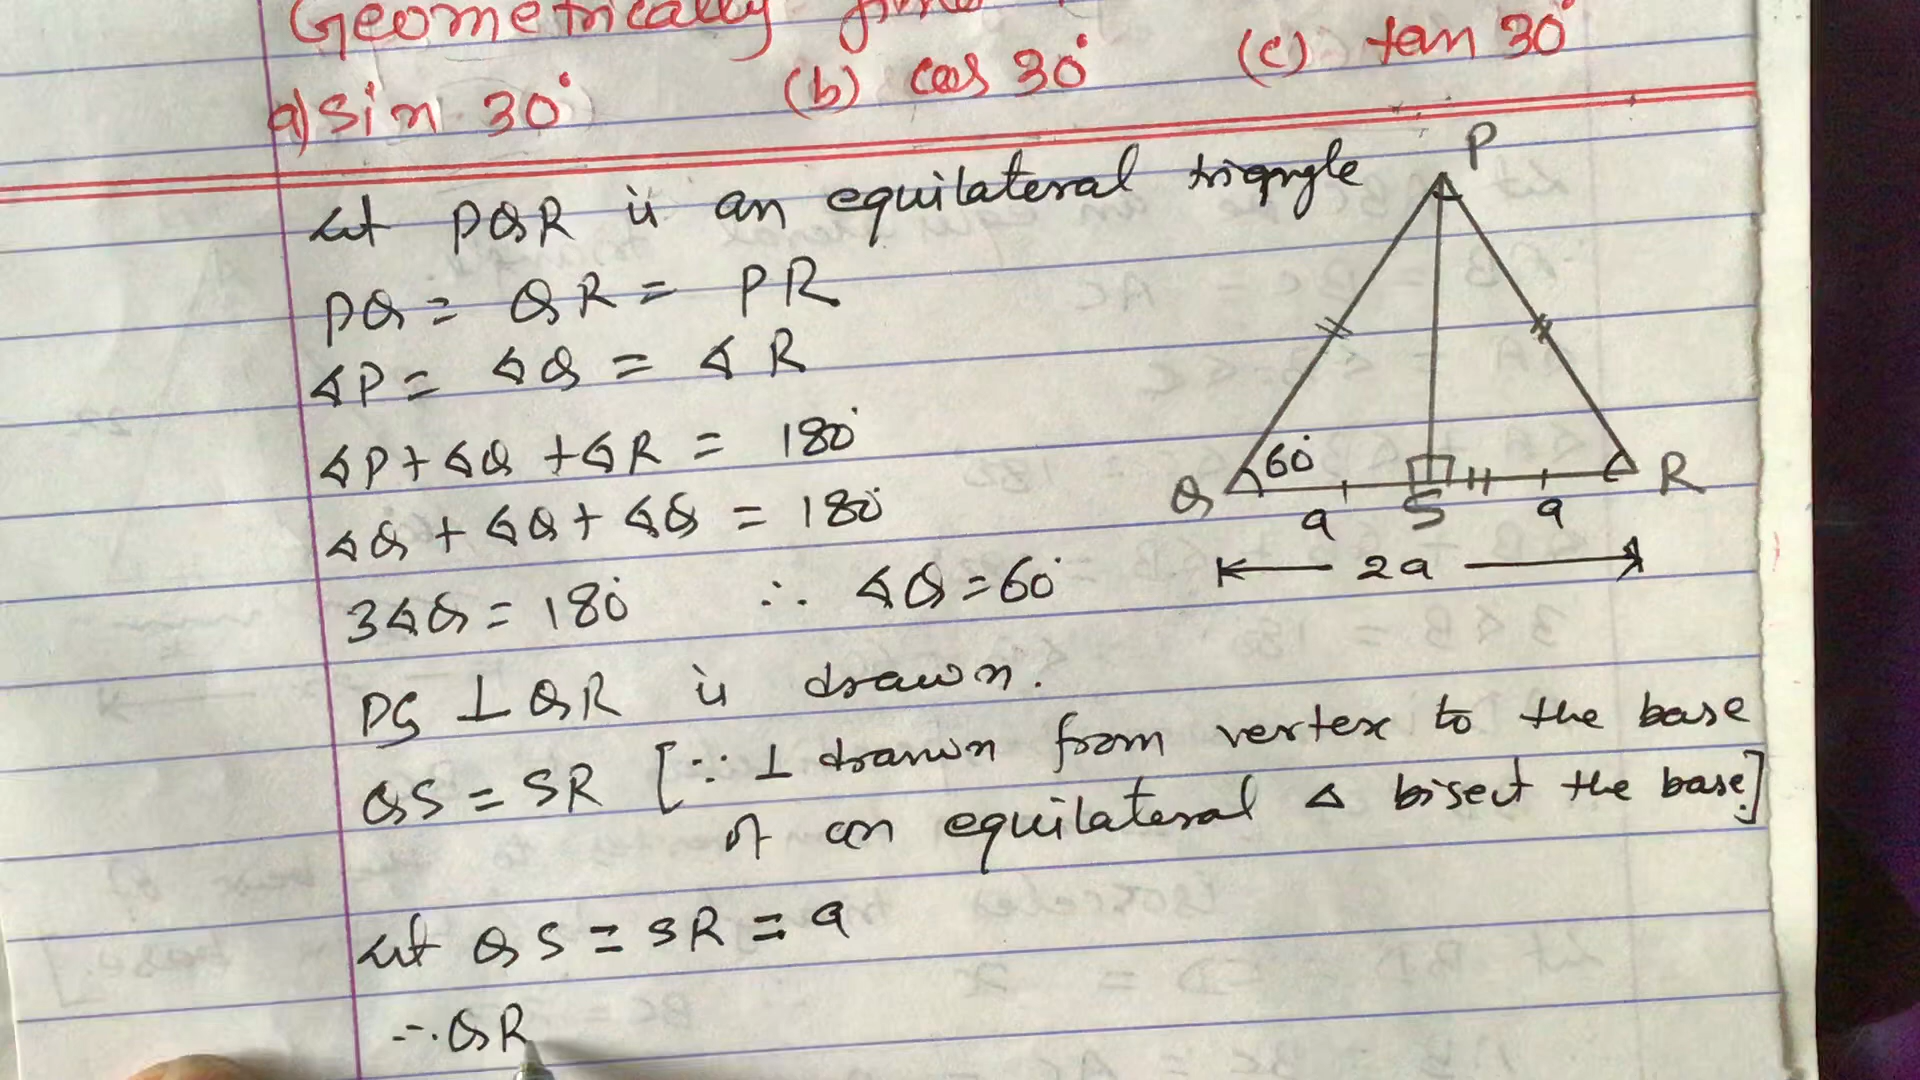 Geometrically find
a) sin 30° (b) cos 30° (c) tan 30°
Let PQR is an equilateral triangle
PQ = QR = PR
∡P = ∡Q = ∡R
∡P + ∡Q + ∡R = 180°
∡Q + ∡Q + ∡Q = 180°
3∡Q = 180° ∴ ∡Q = 60°
PS ⊥ QR is drawn.
QS = SR [∵ ⊥ drawn from vertex to the base
of an equilateral Δ bisect the base.]
Let QS = SR = a
∴ QR
P
Q 60° S R
a a
2a